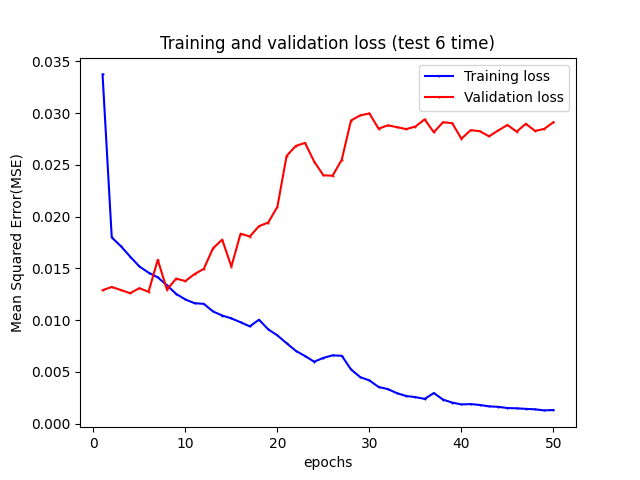 Training and validation loss (test 6 time)
Training loss
Validation loss
0.035
0.030
0.025
0.020
0.015
0.010
0.005
0.000
Mean Squared Error(MSE)
0
10
20
30
40
50
epochs